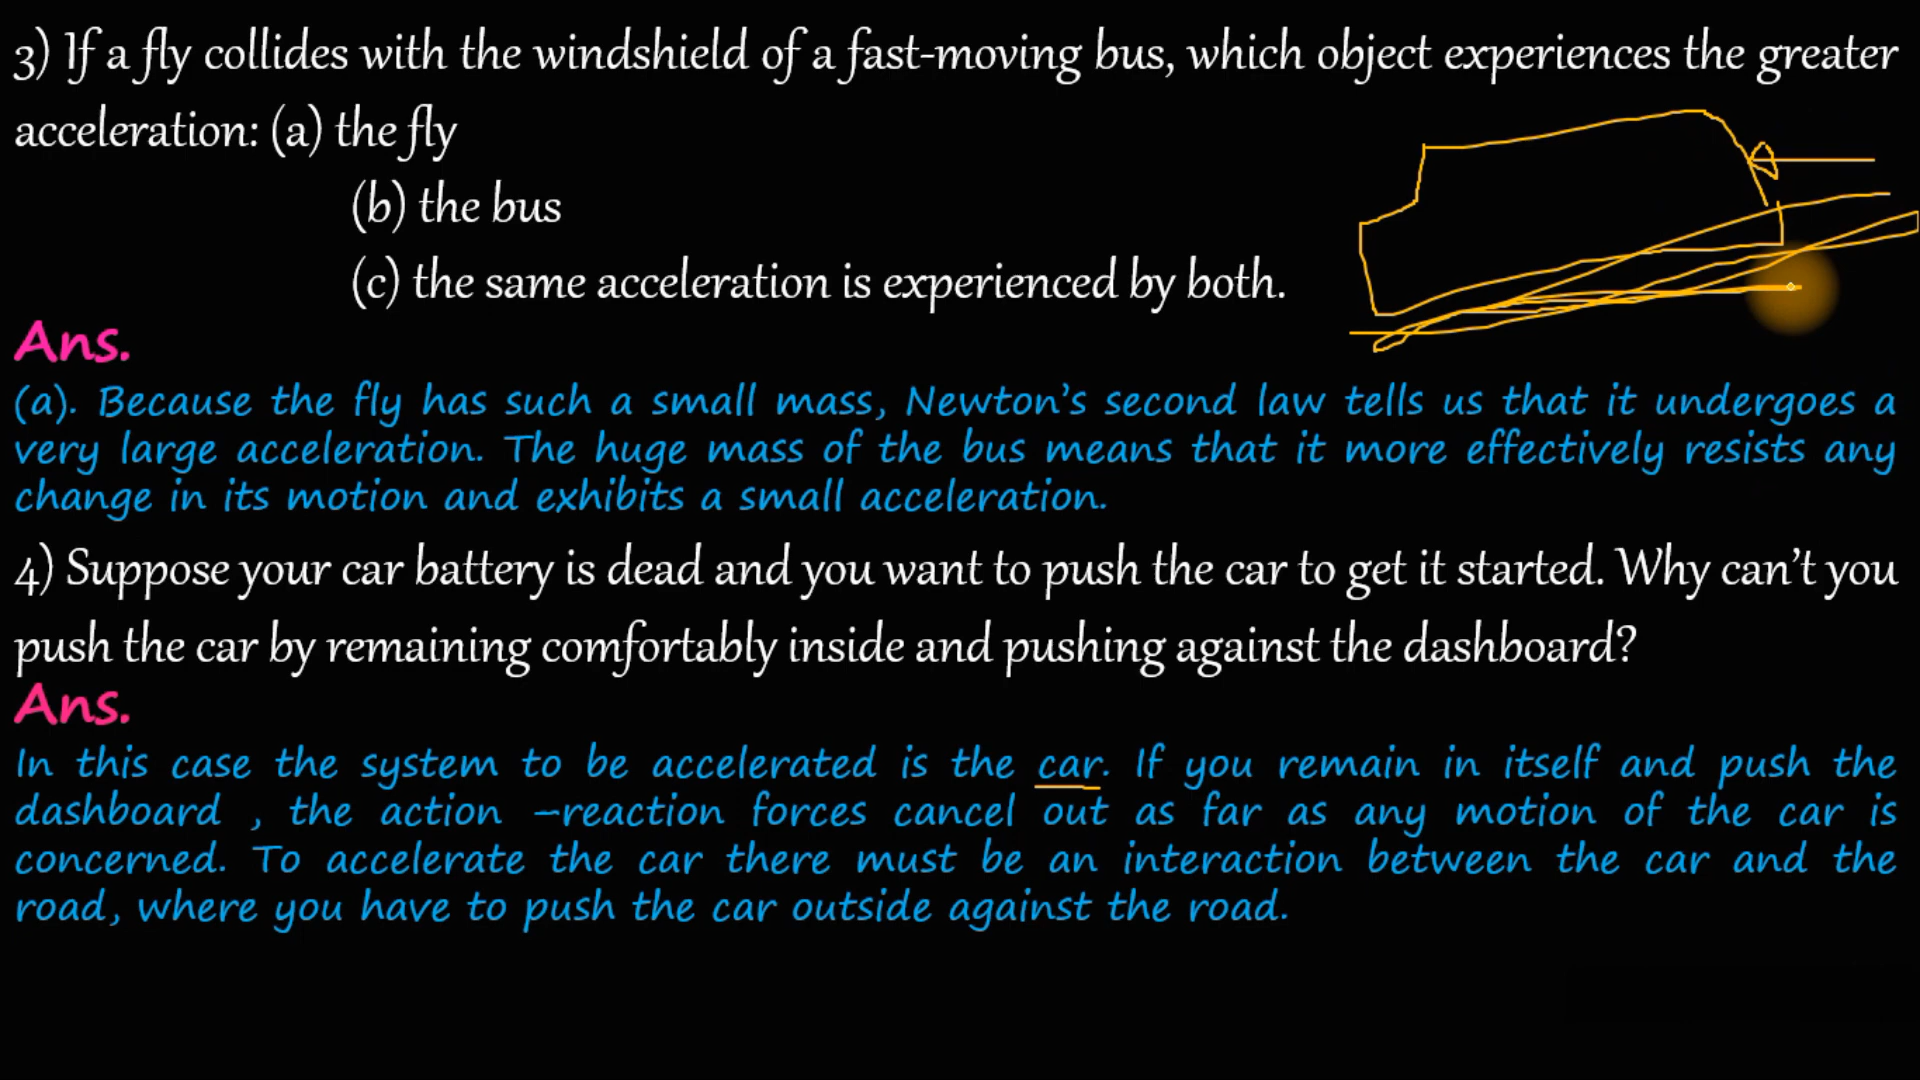 3) If a fly collides with the windshield of a fast-moving bus, which object experiences the greater
acceleration: (a) the fly
(b) the bus
(c) the same acceleration is experienced by both.
Ans.
(a). Because the fly has such a small mass, Newton’s second law tells us that it undergoes a
very large acceleration. The huge mass of the bus means that it more effectively resists any
change in its motion and exhibits a small acceleration.
4) Suppose your car battery is dead and you want to push the car to get it started. Why can’t you
push the car by remaining comfortably inside and pushing against the dashboard?
Ans.
In this case the system to be accelerated is the car. If you remain in itself and push the
dashboard , the action –reaction forces cancel out as far as any motion of the car is
concerned. To accelerate the car there must be an interaction between the car and the
road, where you have to push the car outside against the road.